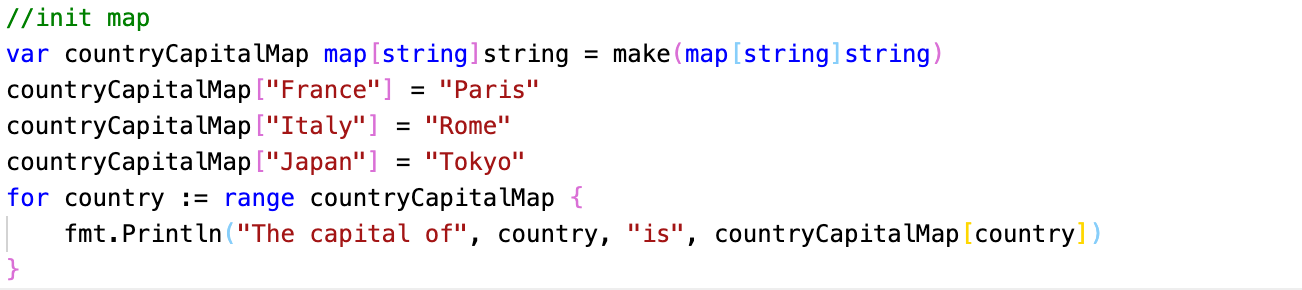 //init map
var countryCapitalMap map[string]string = make(map[string]string)
countryCapitalMap["France"] = "Paris"
countryCapitalMap["Italy"] = "Rome"
countryCapitalMap["Japan"] = "Tokyo"
for country := range countryCapitalMap {
    fmt.Println("The capital of", country, "is", countryCapitalMap[country])
}